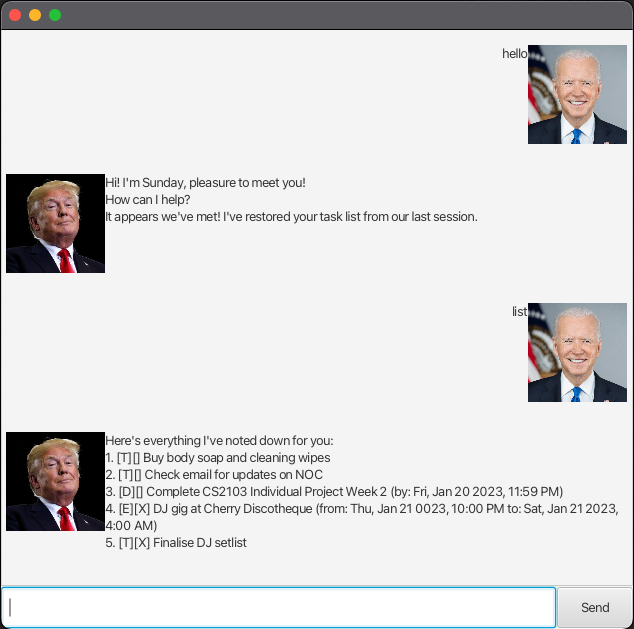 hello
Hi! I'm Sunday, pleasure to meet you!
How can I help?
It appears we've met! I've restored your task list from our last session.
list
Here's everything I've noted down for you:
1. [T][] Buy body soap and cleaning wipes
2. [T][] Check email for updates on NOC
3. [D][] Complete CS2103 Individual Project Week 2 (by: Fri, Jan 20 2023, 11:59 PM)
4. [E][X] DJ gig at Cherry Discotheque (from: Thu, Jan 21 0023, 10:00 PM to: Sat, Jan 21 2023,
4:00 AM)
5. [T][X] Finalise DJ setlist
Send